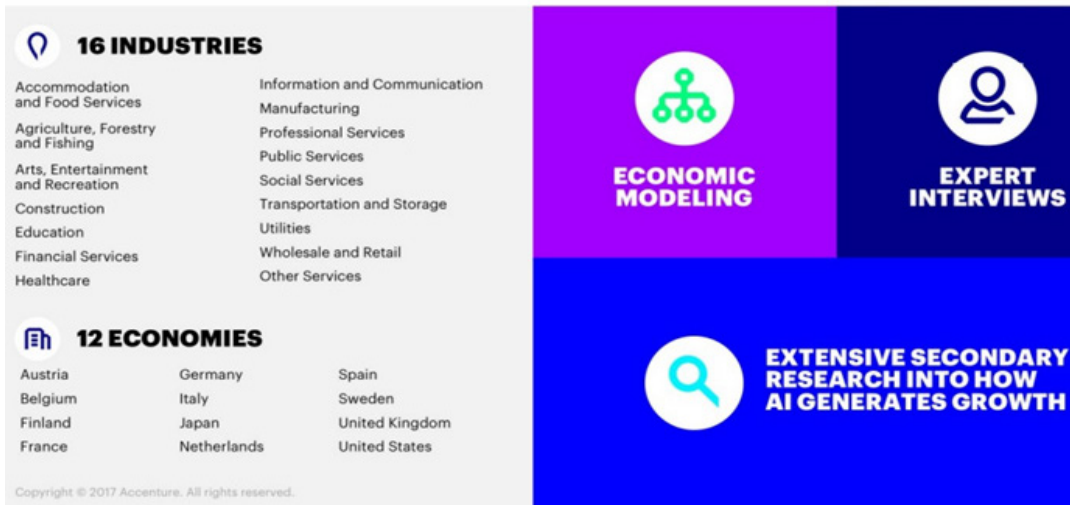 16 INDUSTRIES
Accommodation
and Food Services
Agriculture, Forestry
and Fishing
Arts, Entertainment
and Recreation
Construction
Education
Financial Services
Healthcare
Information and Communication
Manufacturing
Professional Services
Public Services
Social Services
Transportation and Storage
Utilities
Wholesale and Retail
Other Services
12 ECONOMIES
Austria
Belgium
Finland
France
Germany
Italy
Japan
Netherlands
Spain
Sweden
United Kingdom
United States
Copyright © 2017 Accenture. All rights reserved.
ECONOMIC
MODELING
EXPERT
INTERVIEWS
EXTENSIVE SECONDARY
RESEARCH INTO HOW
AI GENERATES GROWTH